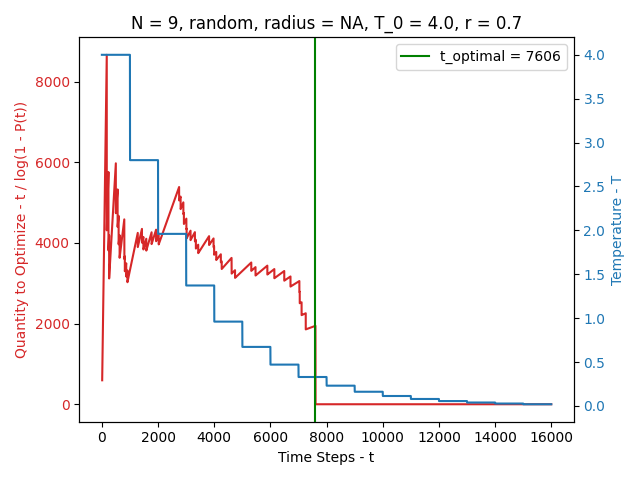 N = 9, random, radius = NA, T_0 = 4.0, r = 0.7
t_optimal = 7606
Quantity to Optimize - t / log(1 - P(t))
8000
6000
4000
2000
0
4.0
3.5
3.0
2.5
2.0
1.5
1.0
0.5
0.0
Temperature - T
0 2000 4000 6000 8000 10000 12000 14000 16000
Time Steps - t